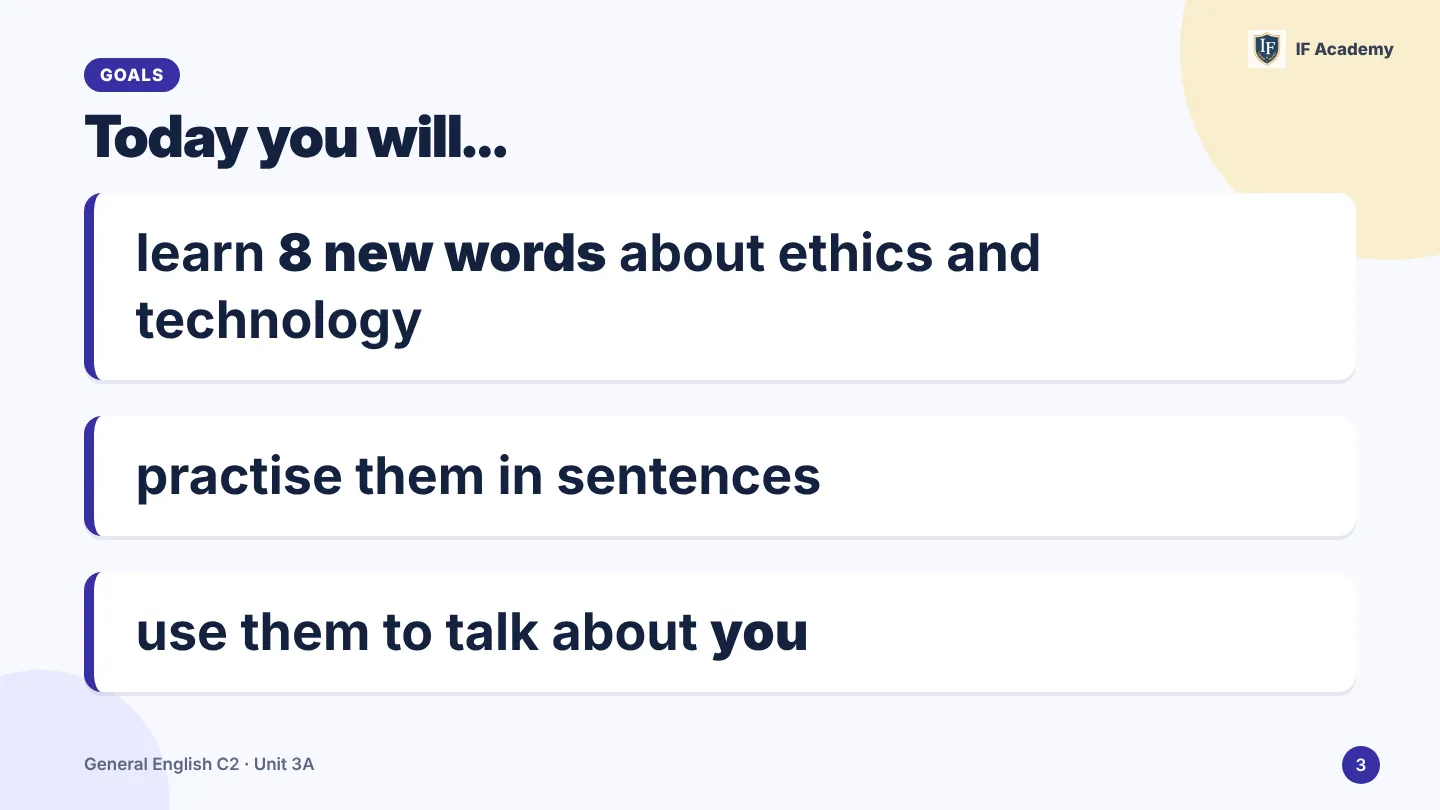 IF IF Academy
GOALS
Today you will...
learn 8 new words about ethics and
technology
practise them in sentences
use them to talk about you
General English C2 · Unit 3A
3